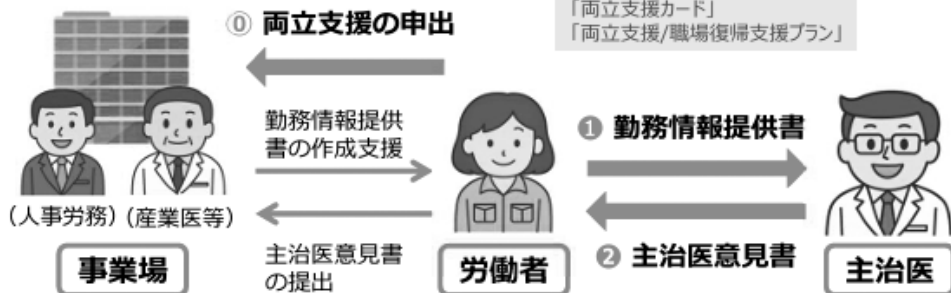 「両立支援カード」
「両立支援/職場復帰支援プラン」
⓪ 両立支援の申出
勤務情報提供
書の作成支援
❶ 勤務情報提供書
(人事労務) (産業医等)
主治医意見書
の提出
❷ 主治医意見書
事業場
労働者
主治医